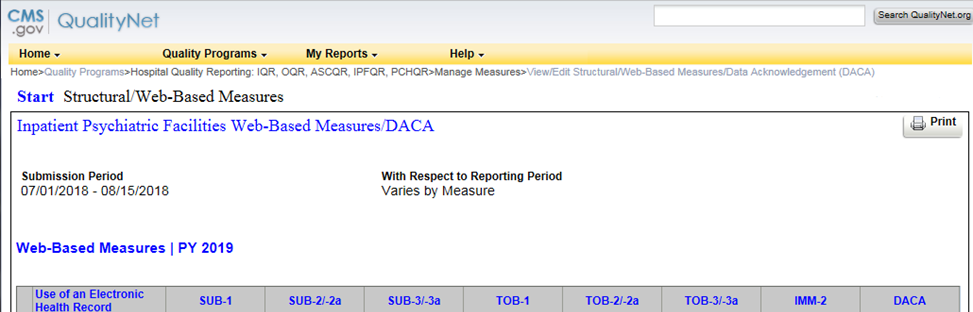 CMS .gov QualityNet
Search QualityNet.org
Home Quality Programs My Reports Help
Home>Quality Programs>Hospital Quality Reporting: IQR, OQR, ASCQR, IPFQR, PCHQR>Manage Measures>View/Edit Structural/Web-Based Measures/Data Acknowledgement (DACA)
Start Structural/Web-Based Measures
Inpatient Psychiatric Facilities Web-Based Measures/DACA
Print
Submission Period With Respect to Reporting Period
07/01/2018 - 08/15/2018 Varies by Measure
Web-Based Measures | PY 2019
Use of an Electronic
Health Record SUB-1 SUB-2/-2a SUB-3/-3a TOB-1 TOB-2/-2a TOB-3/-3a IMM-2 DACA